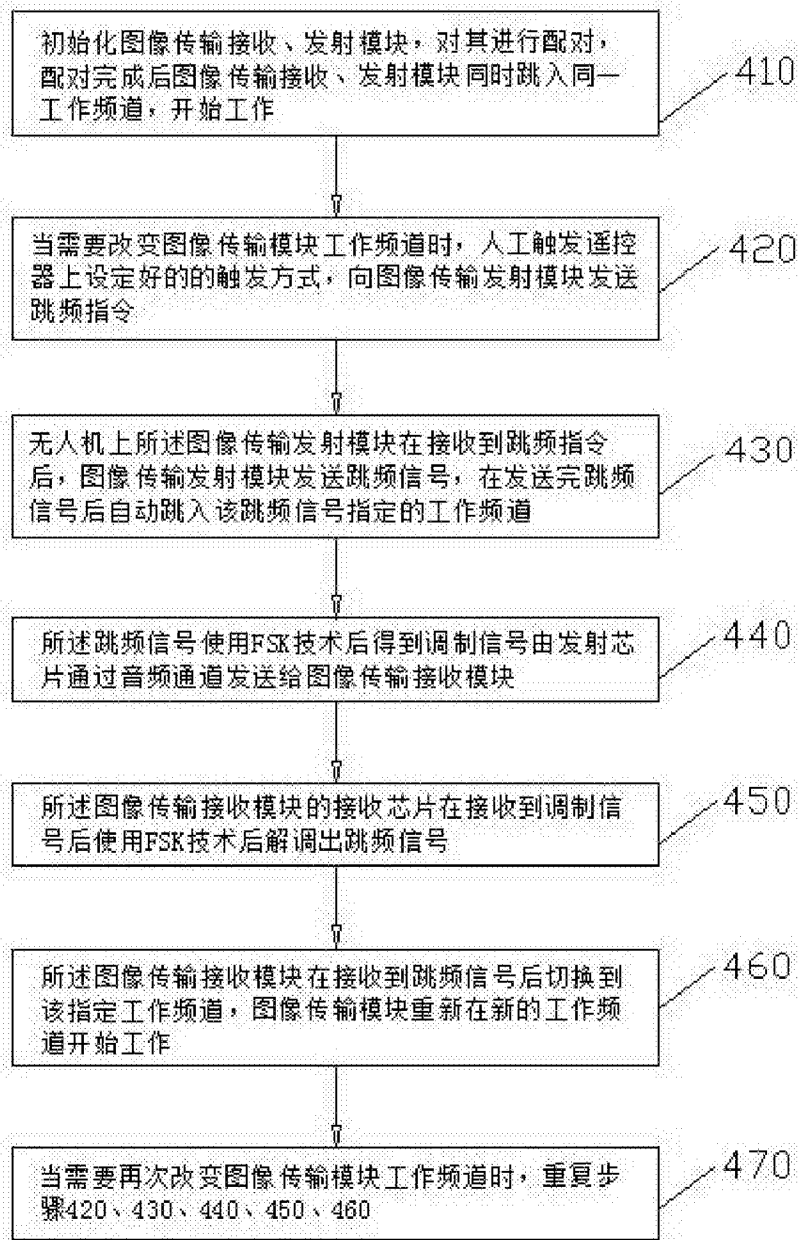 初始化图像传输接收、发射模块，对其进行配对，
配对完成后图像传输接收、发射模块同时跳入同一
工作频道，开始工作
410
当需要改变图像传输模块工作频道时，人工触发遥控
器上设定好的的触发方式，向图像传输发射模块发送
跳频指令
420
无人机上所述图像传输发射模块在接收到跳频指令
后，图像传输发射模块发送跳频信号，在发送完跳频
信号后自动跳入该跳频信号指定的工作频道
430
所述跳频信号使用FSK技术后得到调制信号由发射芯
片通过音频通道发送给图像传输接收模块
440
所述图像传输接收模块的接收芯片在接收到调制信
号后使用FSK技术后解调出跳频信号
450
所述图像传输接收模块在接收到跳频信号后切换到
该指定工作频道，图像传输模块重新在新的工作频
道开始工作
460
当需要再次改变图像传输模块工作频道时，重复步
骤420、430、440、450、460
470